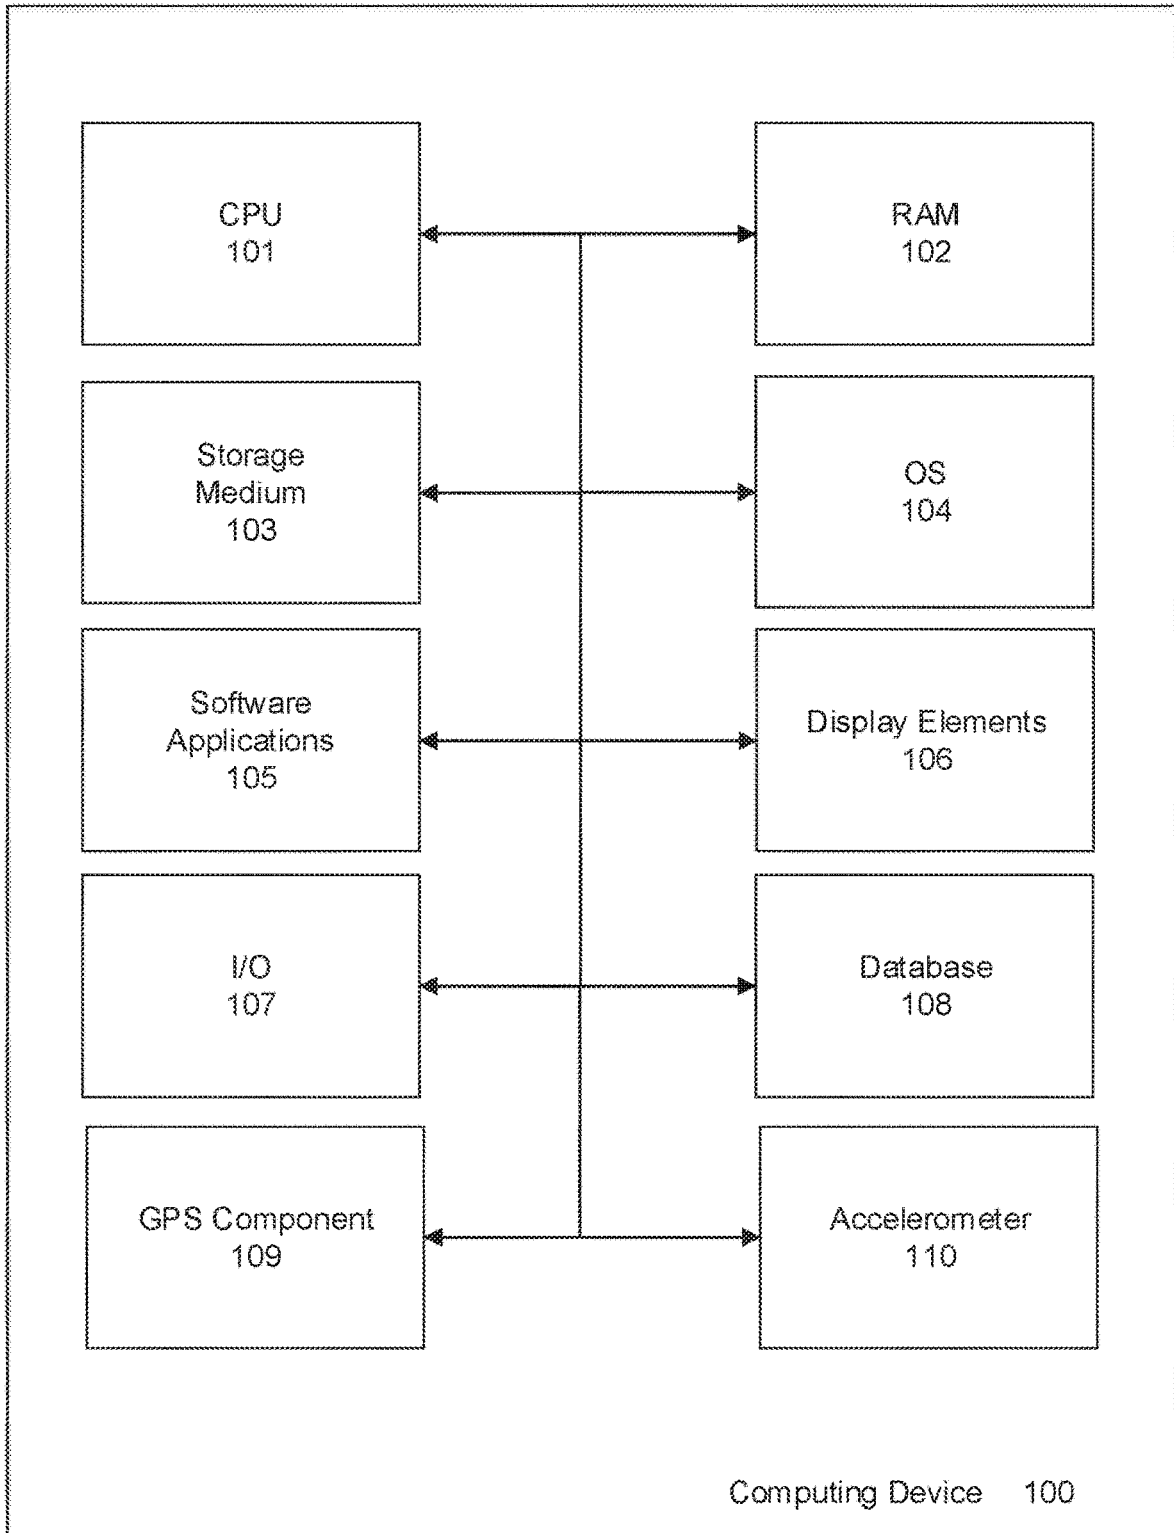 CPU
101
RAM
102
Storage
Medium
103
OS
104
Software
Applications
105
Display Elements
106
I/O
107
Database
108
GPS Component
109
Accelerometer
110
Computing Device 100